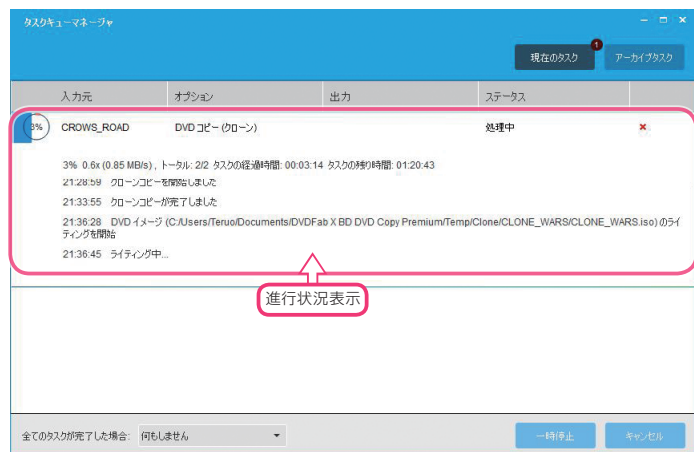 タスクキューマネージャ
現在のタスク
1
アーカイブタスク
入力元 オプション 出力 ステータス
3% CROWS_ROAD DVD コピー (クローン) 処理中
3% 0.6x (0.85 MB/s) , トータル: 2/2 タスクの経過時間: 00:03:14 タスクの残り時間: 01:20:43
21:28:59 クローンコピーを開始しました
21:33:55 クローンコピーが完了しました
21:36:28 DVD イメージ (C:/Users/Teruo/Documents/DVDFab X BD DVD Copy Premium/Temp/Clone/CLONE_WARS/CLONE_WARS.iso) のライ
ティングを開始
21:36:45 ライティング中...
進行状況表示
全てのタスクが完了した場合: 何もしません
一時停止
キャンセル